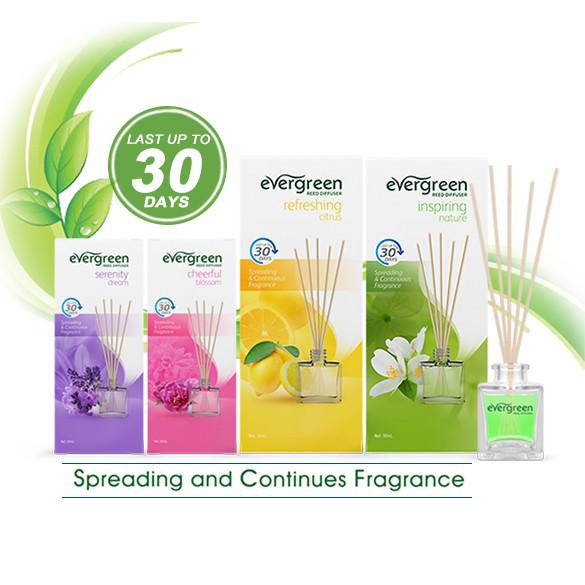 LAST UP TO
30
DAYS
evergreen
REED DIFFUSER
serenity
dream
30
DAYS
Spreading
& Continuous
Fragrance
evergreen
REED DIFFUSER
cheerful
blossom
30
DAYS
Spreading
& Continuous
Fragrance
evergreen
REED DIFFUSER
refreshing
citrus
30
DAYS
Spreading
& Continuous
Fragrance
evergreen
REED DIFFUSER
inspiring
nature
30
DAYS
Spreading
& Continuous
Fragrance
evergreen
REED DIFFUSER
Spreading and Continues Fragrance